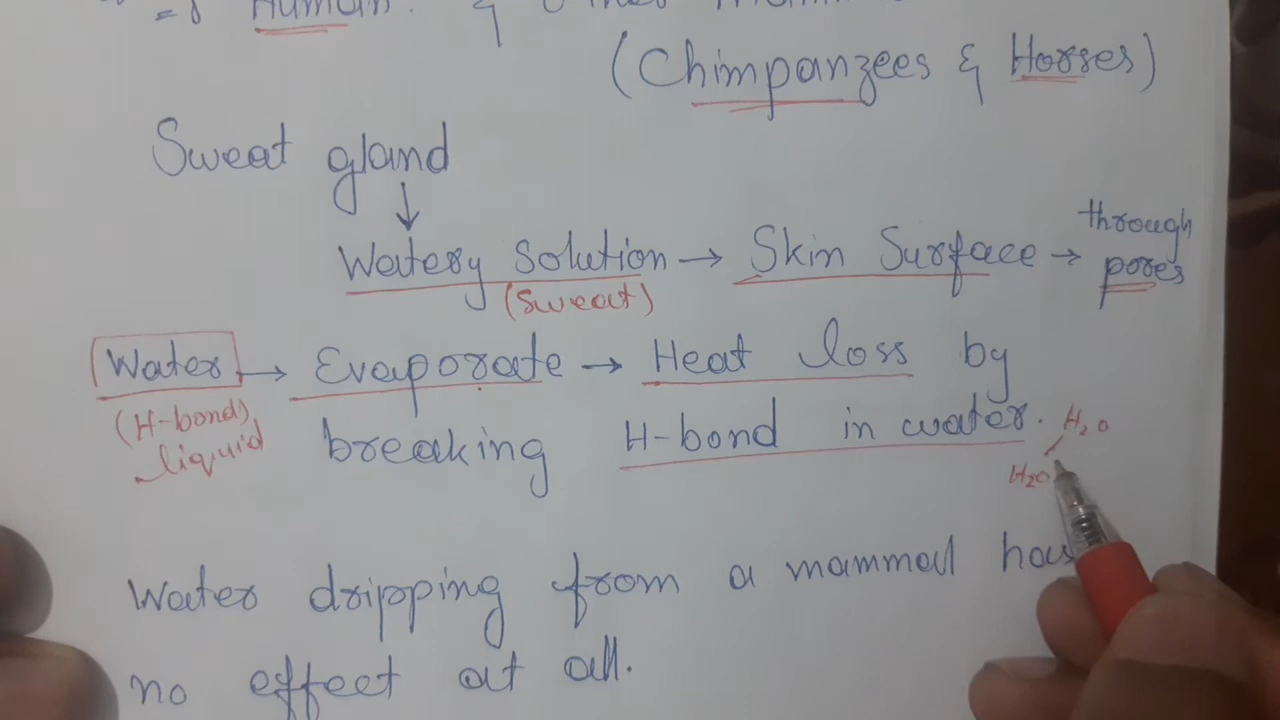 Human. &
(Chimpanzees & Horses)
Sweat gland
↓
Watery Solution → Skin Surface → through pores
(Sweat)
Water → Evaporate → Heat loss by
(H-bond)
liquid
breaking H-bond in water.
H2O
H2O
Water dripping from a mammal has
no effect at all.